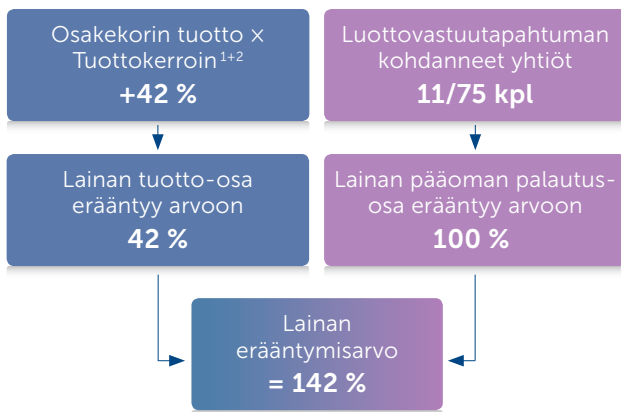 Osakekorin tuotto ×
Tuottokerroin¹⁺²
+42 %
Luottovastuutapahtuman
kohdanneet yhtiöt
11/75 kpl
Lainan tuotto-osa
erääntyy arvoon
42 %
Lainan pääoman palautus-
osa erääntyy arvoon
100 %
Lainan
erääntymisarvo
= 142 %